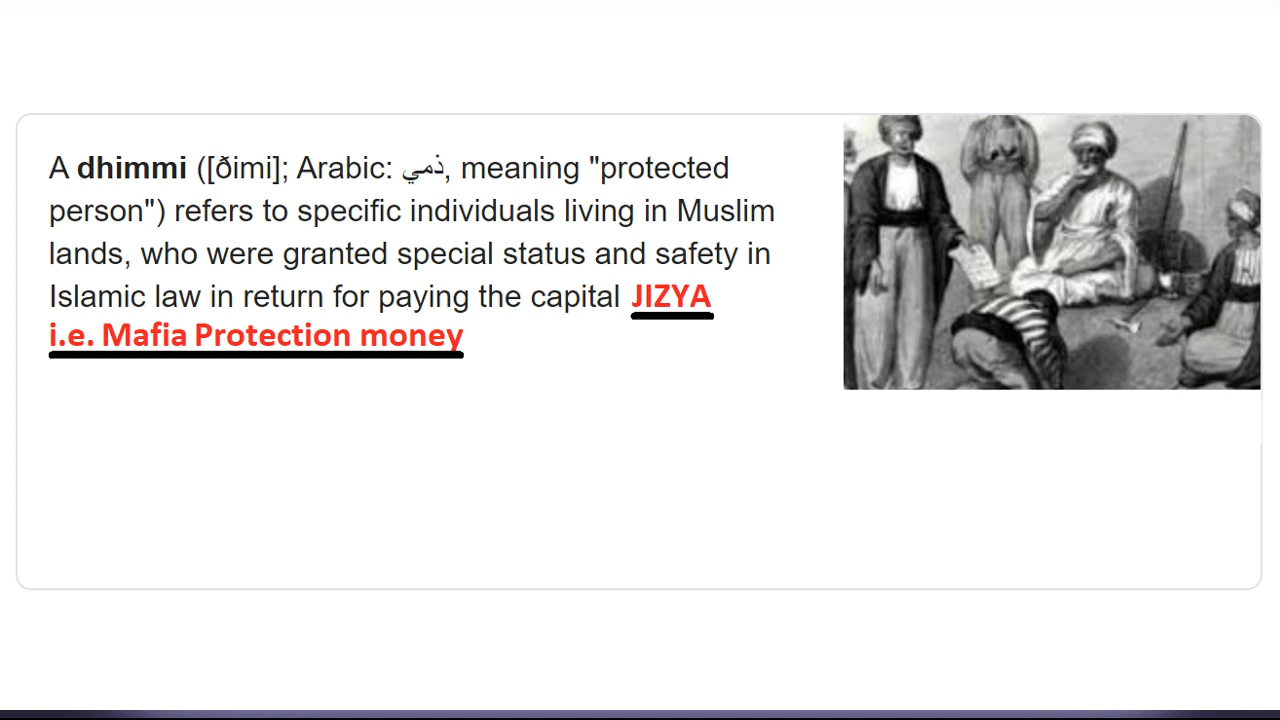 A dhimmi ([ðimi]; Arabic: ذمي, meaning "protected
person") refers to specific individuals living in Muslim
lands, who were granted special status and safety in
Islamic law in return for paying the capital JIZYA
i.e. Mafia Protection money